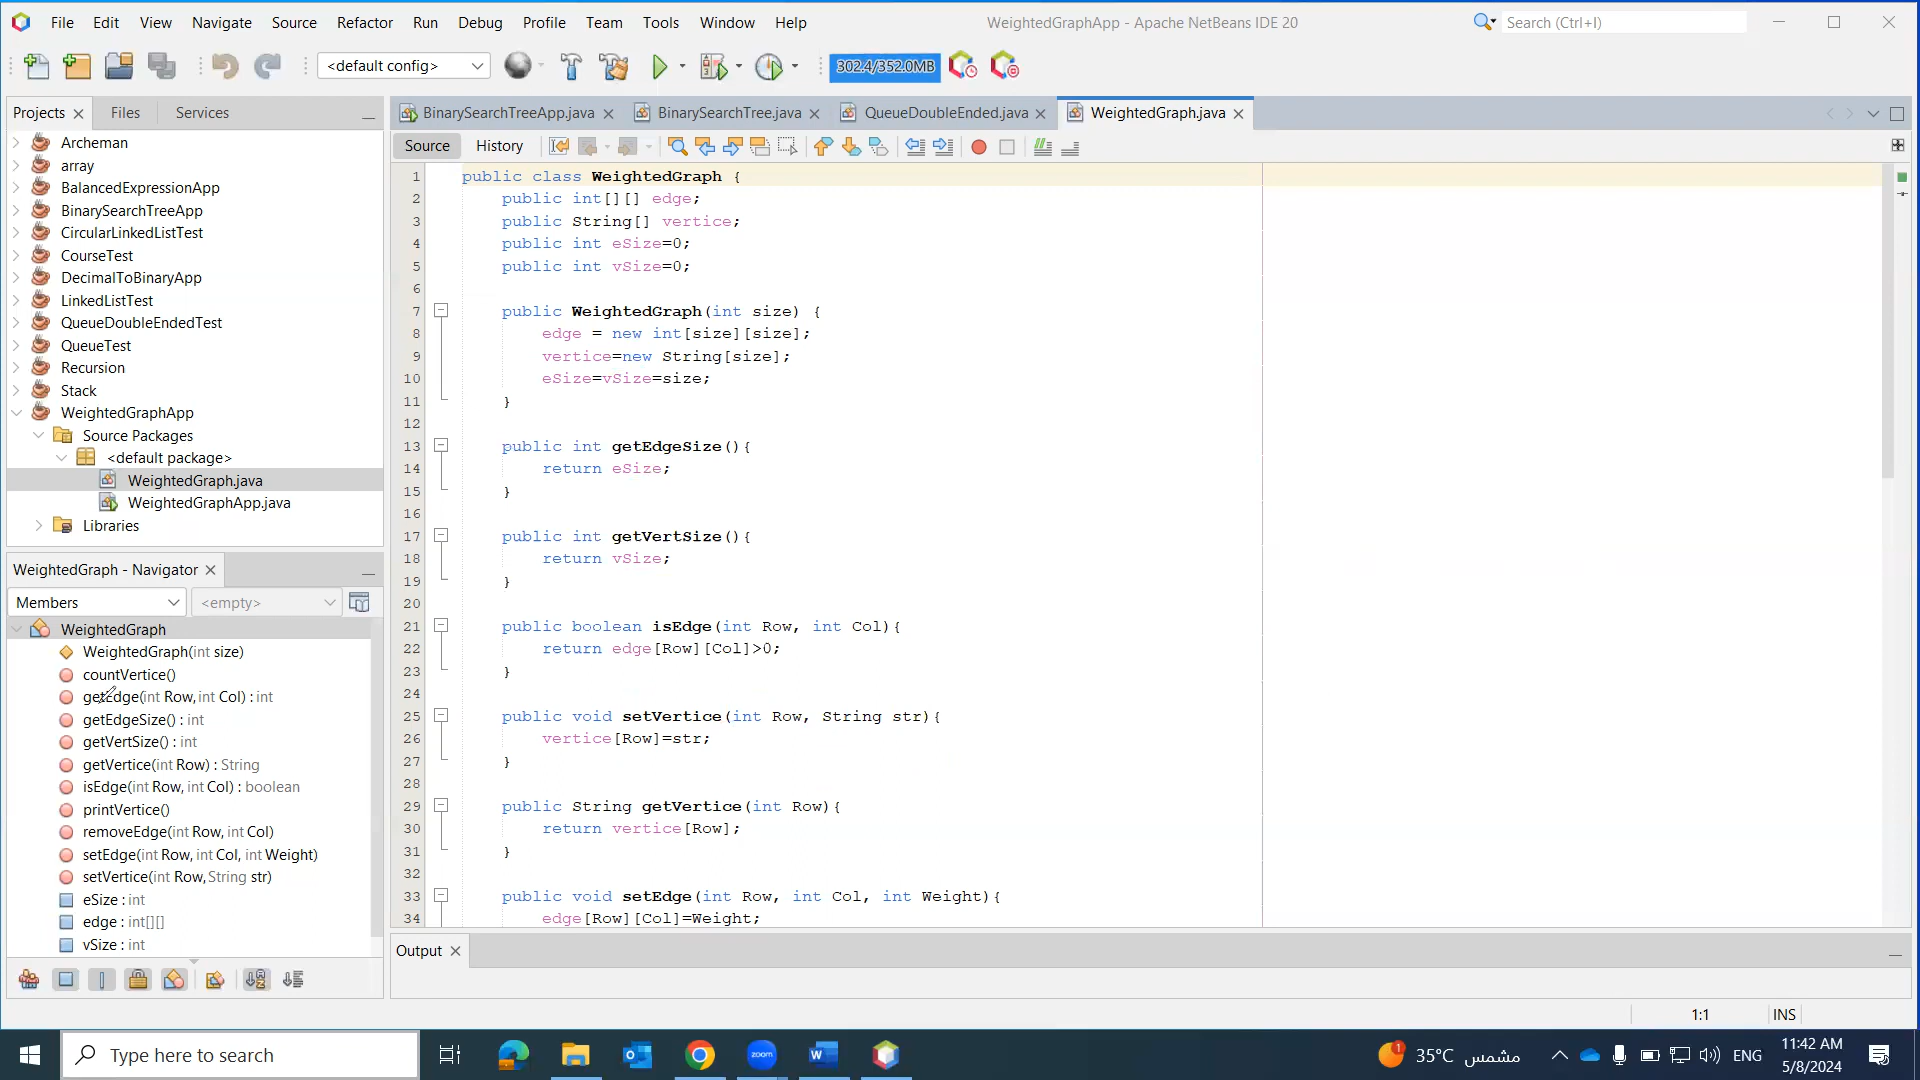 File Edit View Navigate Source Refactor Run Debug Profile Team Tools Window Help WeightedGraphApp - Apache NetBeans IDE 20 Search (Ctrl+I)
<default config> 302.4/352.0MB
Projects Files Services
BinarySearchTreeApp.java BinarySearchTree.java QueueDoubleEnded.java WeightedGraph.java
Source History
Archeman
array
BalancedExpressionApp
BinarySearchTreeApp
CircularLinkedListTest
CourseTest
DecimalToBinaryApp
LinkedListTest
QueueDoubleEndedTest
QueueTest
Recursion
Stack
WeightedGraphApp
Source Packages
<default package>
WeightedGraph.java
WeightedGraphApp.java
Libraries
WeightedGraph - Navigator
Members <empty>
WeightedGraph
WeightedGraph(int size)
countVertice()
getEdge(int Row, int Col) : int
getEdgeSize() : int
getVertSize() : int
getVertice(int Row) : String
isEdge(int Row, int Col) : boolean
printVertice()
removeEdge(int Row, int Col)
setEdge(int Row, int Col, int Weight)
setVertice(int Row, String str)
eSize : int
edge : int[][]
vSize : int
1 public class WeightedGraph {
2 public int[][] edge;
3 public String[] vertice;
4 public int eSize=0;
5 public int vSize=0;
6
7 public WeightedGraph(int size) {
8 edge = new int[size][size];
9 vertice=new String[size];
10 eSize=vSize=size;
11 }
12
13 public int getEdgeSize(){
14 return eSize;
15 }
16
17 public int getVertSize(){
18 return vSize;
19 }
20
21 public boolean isEdge(int Row, int Col){
22 return edge[Row][Col]>0;
23 }
24
25 public void setVertice(int Row, String str){
26 vertice[Row]=str;
27 }
28
29 public String getVertice(int Row){
30 return vertice[Row];
31 }
32
33 public void setEdge(int Row, int Col, int Weight){
34 edge[Row][Col]=Weight;
Output
1:1 INS
Type here to search
zoom
1 35°C مشمس ENG 11:42 AM
5/8/2024